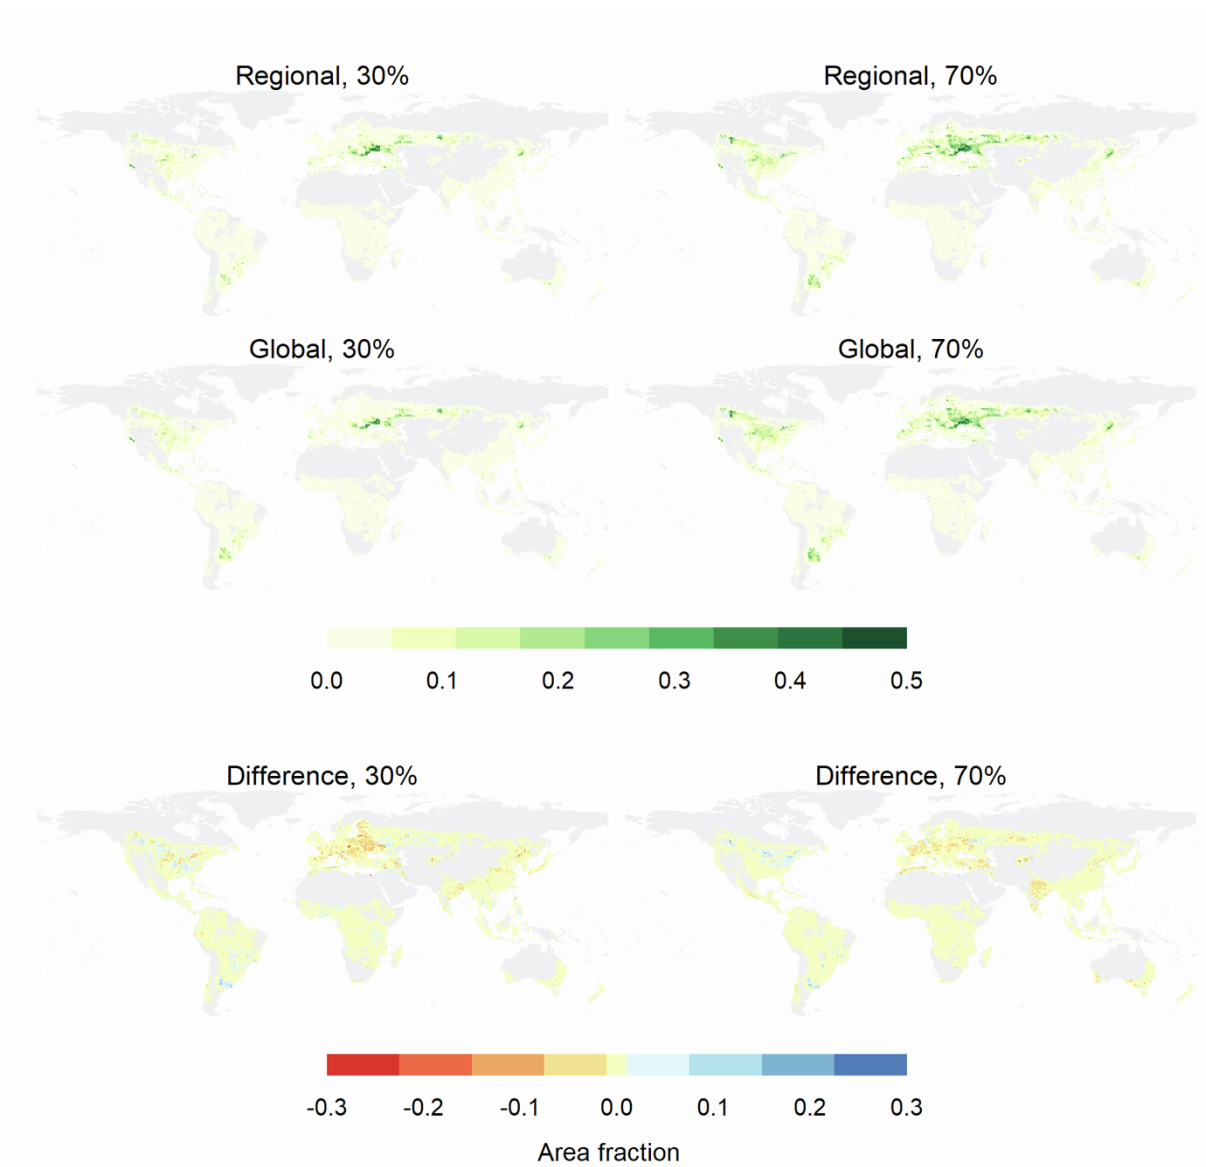 Regional, 30%
Regional, 70%
Global, 30%
Global, 70%
0.0 0.1 0.2 0.3 0.4 0.5
Difference, 30%
Difference, 70%
-0.3 -0.2 -0.1 0.0 0.1 0.2 0.3
Area fraction